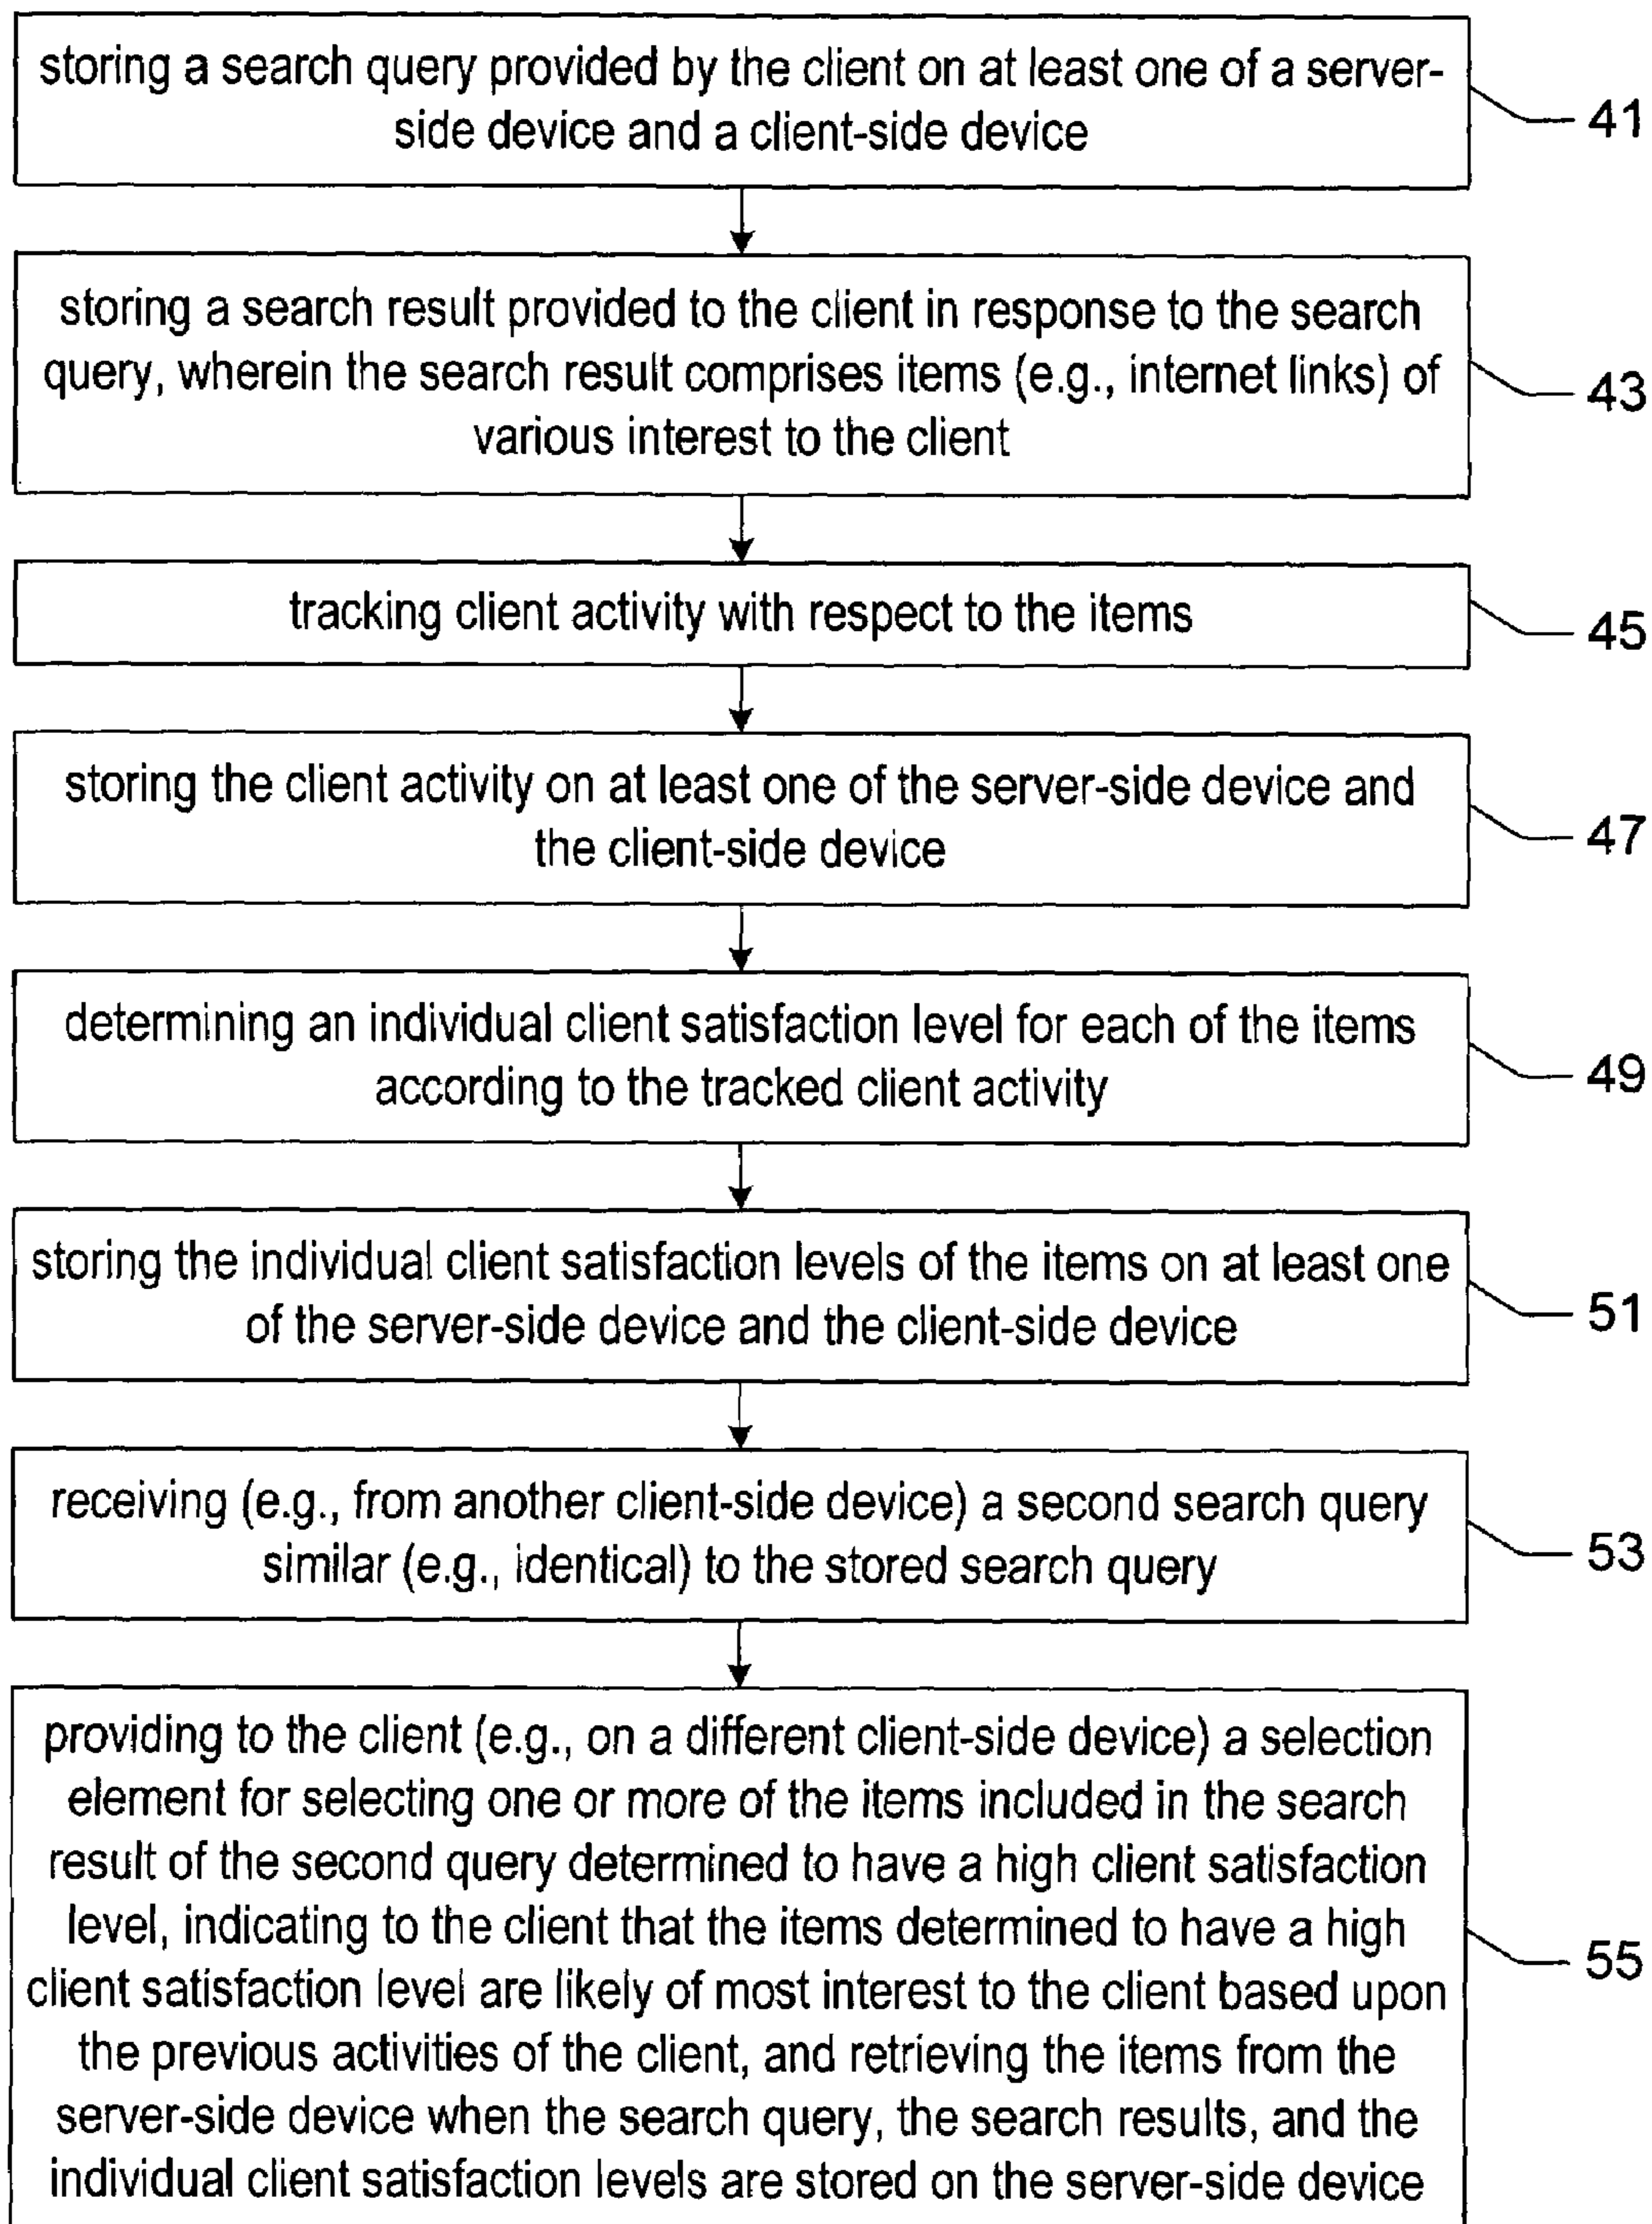 storing a search query provided by the client on at least one of a server-
side device and a client-side device
41
storing a search result provided to the client in response to the search
query, wherein the search result comprises items (e.g., internet links) of
various interest to the client
43
tracking client activity with respect to the items
45
storing the client activity on at least one of the server-side device and
the client-side device
47
determining an individual client satisfaction level for each of the items
according to the tracked client activity
49
storing the individual client satisfaction levels of the items on at least one
of the server-side device and the client-side device
51
receiving (e.g., from another client-side device) a second search query
similar (e.g., identical) to the stored search query
53
providing to the client (e.g., on a different client-side device) a selection
element for selecting one or more of the items included in the search
result of the second query determined to have a high client satisfaction
level, indicating to the client that the items determined to have a high
client satisfaction level are likely of most interest to the client based upon
the previous activities of the client, and retrieving the items from the
server-side device when the search query, the search results, and the
individual client satisfaction levels are stored on the server-side device
55